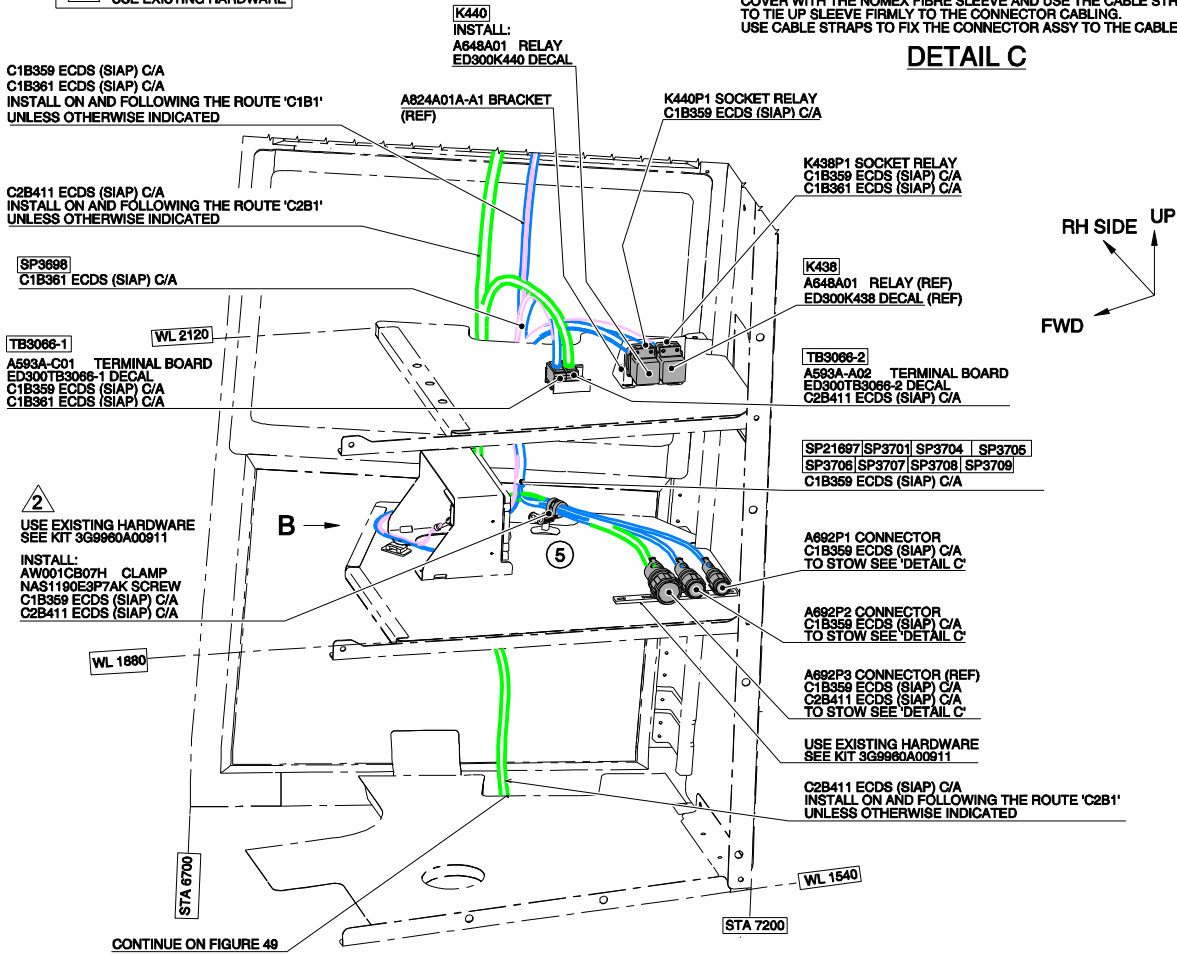 USE EXISTING HARDWARE
COVER WITH THE NOMEX FIBRE SLEEVE AND USE THE CABLE
TO TIE UP SLEEVE FIRMLY TO THE CONNECTOR CABLING.
USE CABLE STRAPS TO FIX THE CONNECTOR ASSY TO THE CABLE
DETAIL C
K440
INSTALL:
A648A01 RELAY
ED300K440 DECAL
C1B359 ECDS (SIAP) C/A
C1B361 ECDS (SIAP) C/A
INSTALL ON AND FOLLOWING THE ROUTE 'C1B1'
UNLESS OTHERWISE INDICATED
A824A01A-A1 BRACKET
(REF)
K440P1 SOCKET RELAY
C1B359 ECDS (SIAP) C/A
K438P1 SOCKET RELAY
C1B359 ECDS (SIAP) C/A
C1B361 ECDS (SIAP) C/A
C2B411 ECDS (SIAP) C/A
INSTALL ON AND FOLLOWING THE ROUTE 'C2B1'
UNLESS OTHERWISE INDICATED
RH SIDE
UP
FWD
SP3698
C1B361 ECDS (SIAP) C/A
K438
A648A01 RELAY (REF)
ED300K438 DECAL (REF)
WL 2120
TB3066-1
A593A-C01 TERMINAL BOARD
ED300TB3066-1 DECAL
C1B359 ECDS (SIAP) C/A
C1B361 ECDS (SIAP) C/A
TB3066-2
A593A-A02 TERMINAL BOARD
ED300TB3066-2 DECAL
C2B411 ECDS (SIAP) C/A
SP21697 SP3701 SP3704 SP3705
SP3706 SP3707 SP3708 SP3709
C1B359 ECDS (SIAP) C/A
2
USE EXISTING HARDWARE
SEE KIT 3G9960A00911
INSTALL:
AW001CB07H CLAMP
NAS1190E3P7AK SCREW
C1B359 ECDS (SIAP) C/A
C2B411 ECDS (SIAP) C/A
B
5
A692P1 CONNECTOR
C1B359 ECDS (SIAP) C/A
TO STOW SEE 'DETAIL C'
A692P2 CONNECTOR
C1B359 ECDS (SIAP) C/A
TO STOW SEE 'DETAIL C'
WL 1880
A692P3 CONNECTOR (REF)
C1B359 ECDS (SIAP) C/A
C2B411 ECDS (SIAP) C/A
TO STOW SEE 'DETAIL C'
USE EXISTING HARDWARE
SEE KIT 3G9960A00911
C2B411 ECDS (SIAP) C/A
INSTALL ON AND FOLLOWING THE ROUTE 'C2B1'
UNLESS OTHERWISE INDICATED
STA 6700
WL 1540
STA 7200
CONTINUE ON FIGURE 49